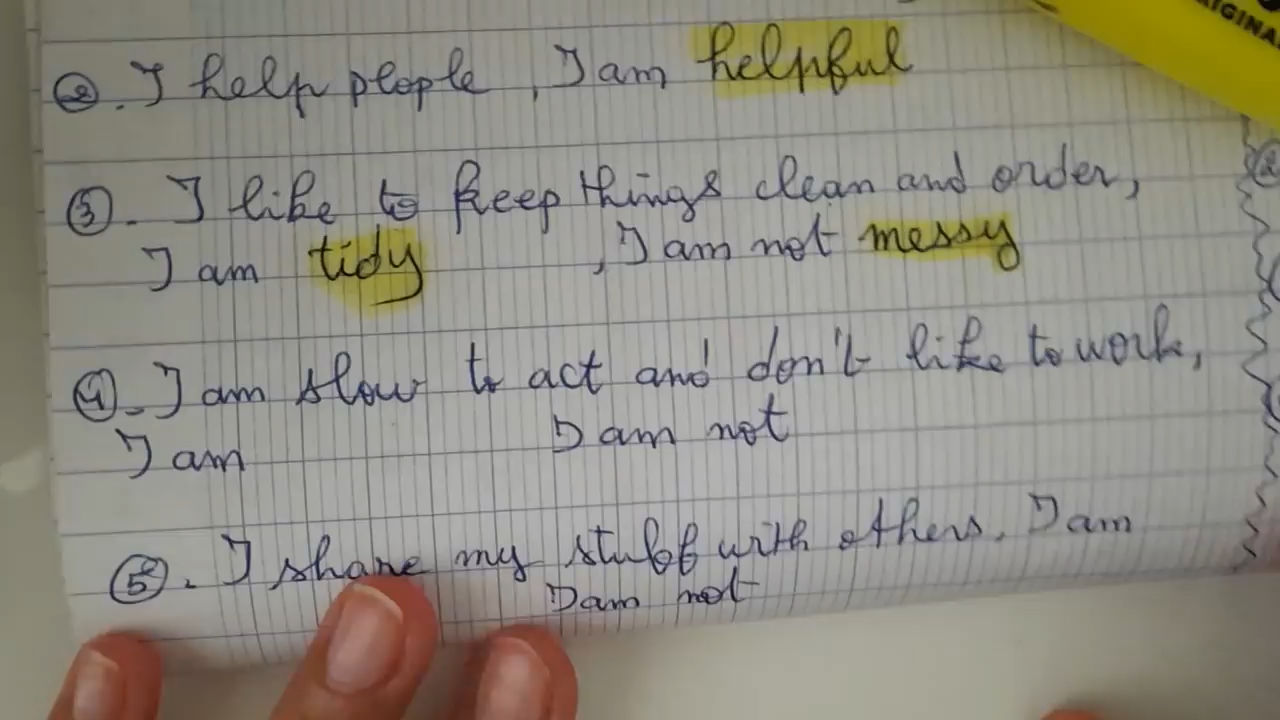 ②. I help people, I am helpful
③. I like to keep things clean and order,
I am tidy , I am not messy
④. I am slow to act and don't like to work,
I am I am not
⑤. I share my stuff with others. I am
I am not